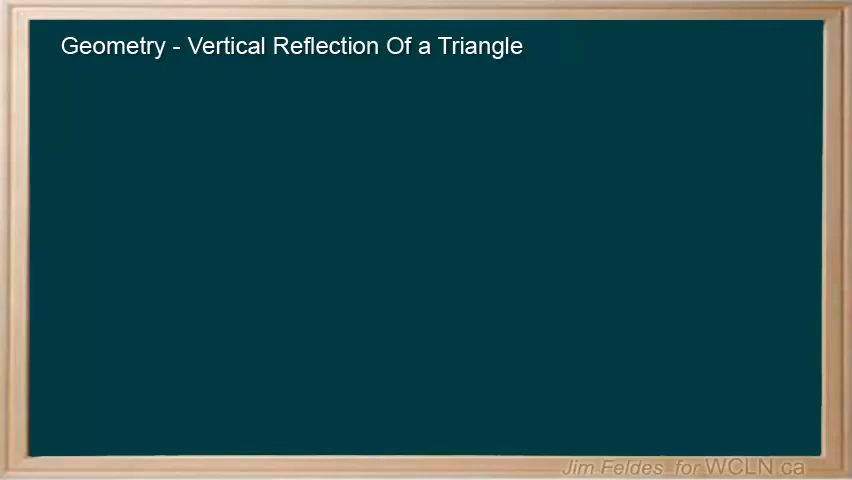 Geometry - Vertical Reflection Of a Triangle
Jim Feldes for WCLN.ca